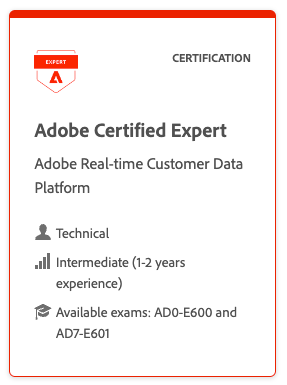 EXPERT
CERTIFICATION
Adobe Certified Expert
Adobe Real-time Customer Data
Platform
Technical
Intermediate (1-2 years
experience)
Available exams: AD0-E600 and
AD7-E601